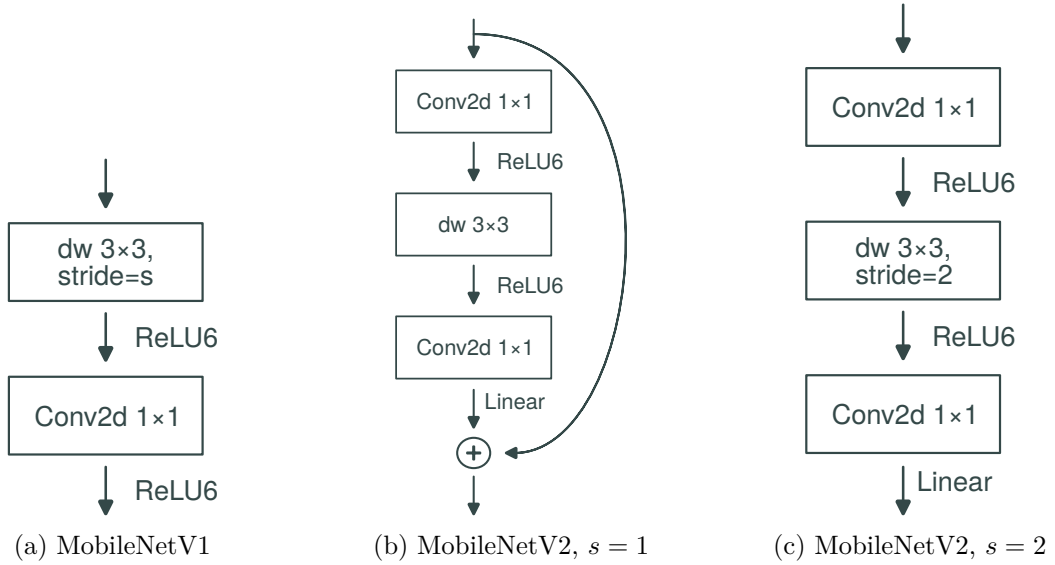 dw 3×3,
stride=s
ReLU6
Conv2d 1×1
ReLU6
(a) MobileNetV1
Conv2d 1×1
ReLU6
dw 3×3
ReLU6
Conv2d 1×1
Linear
+
(b) MobileNetV2, s = 1
Conv2d 1×1
ReLU6
dw 3×3,
stride=2
ReLU6
Conv2d 1×1
Linear
(c) MobileNetV2, s = 2